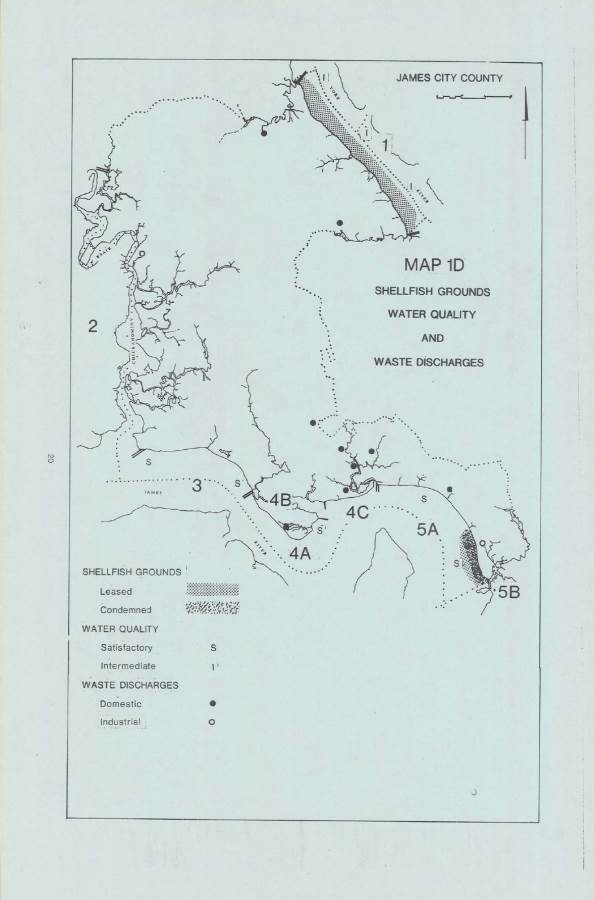 JAMES CITY COUNTY
I
YORK
I
1
I
RIVER
MAP 1D
SHELLFISH GROUNDS
WATER QUALITY
AND
WASTE DISCHARGES
2
CHICKAHOMINY
RIVER
S
S
JAMES
3
4B
4C
S
S
5A
RIVER
4A
S
5B
20
SHELLFISH GROUNDS
Leased
Condemned
WATER QUALITY
Satisfactory S
Intermediate I
WASTE DISCHARGES
Domestic
Industrial